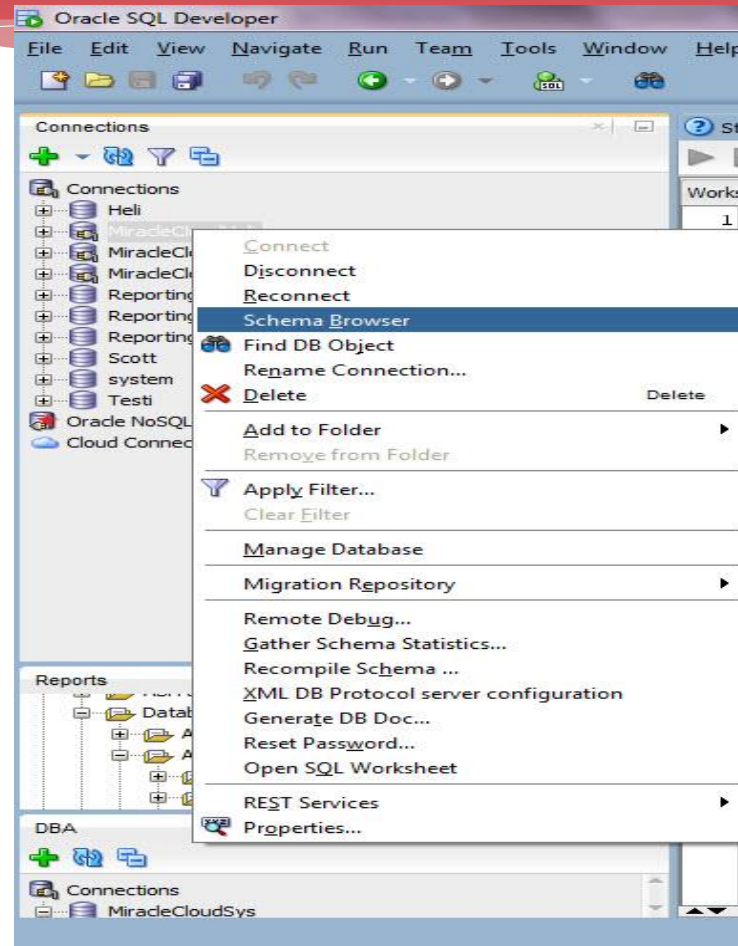 Oracle SQL Developer
File Edit View Navigate Run Team Tools Window Help
SQL
Connections
Connections
Heli
MiracleCl
MiracleCl
Reporting
Reporting
Reporting
Scott
system
Testi
Oracle NoSQL
Cloud Connec
Connect
Disconnect
Reconnect
Schema Browser
Find DB Object
Rename Connection...
Delete Delete
Add to Folder
Remove from Folder
Apply Filter...
Clear Filter
Manage Database
Migration Repository
Remote Debug...
Gather Schema Statistics...
Recompile Schema ...
XML DB Protocol server configuration
Generate DB Doc...
Reset Password...
Open SQL Worksheet
REST Services
Properties...
St
Works
1
Reports
Datab
A
A
DBA
Connections
MiracleCloudSys